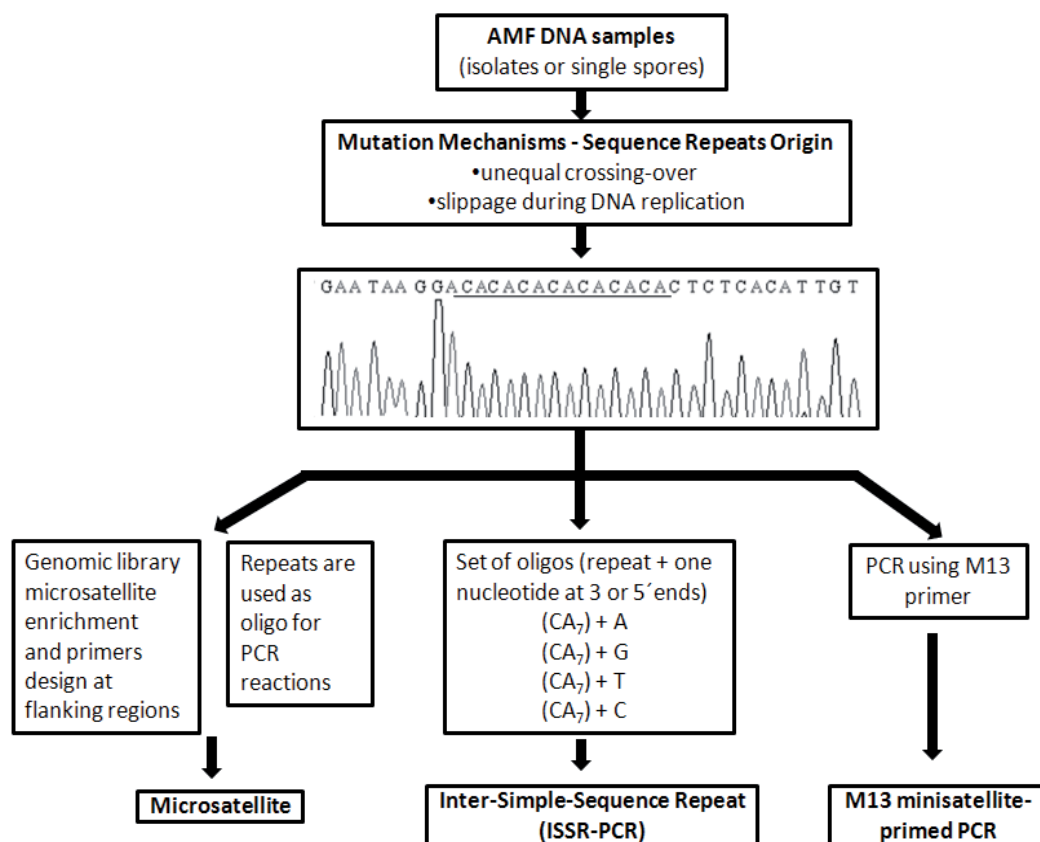 AMF DNA samples
(isolates or single spores)
Mutation Mechanisms - Sequence Repeats Origin
•unequal crossing-over
•slippage during DNA replication
GAATAAGGACACACACACACACACTCTCACATTGT
Genomic library
microsatellite
enrichment
and primers
design at
flanking regions
Repeats are
used as
oligo for
PCR
reactions
Microsatellite
Set of oligos (repeat + one
nucleotide at 3 or 5´ends)
(CA₇) + A
(CA₇) + G
(CA₇) + T
(CA₇) + C
Inter-Simple-Sequence Repeat
(ISSR-PCR)
PCR using M13
primer
M13 minisatellite-
primed PCR